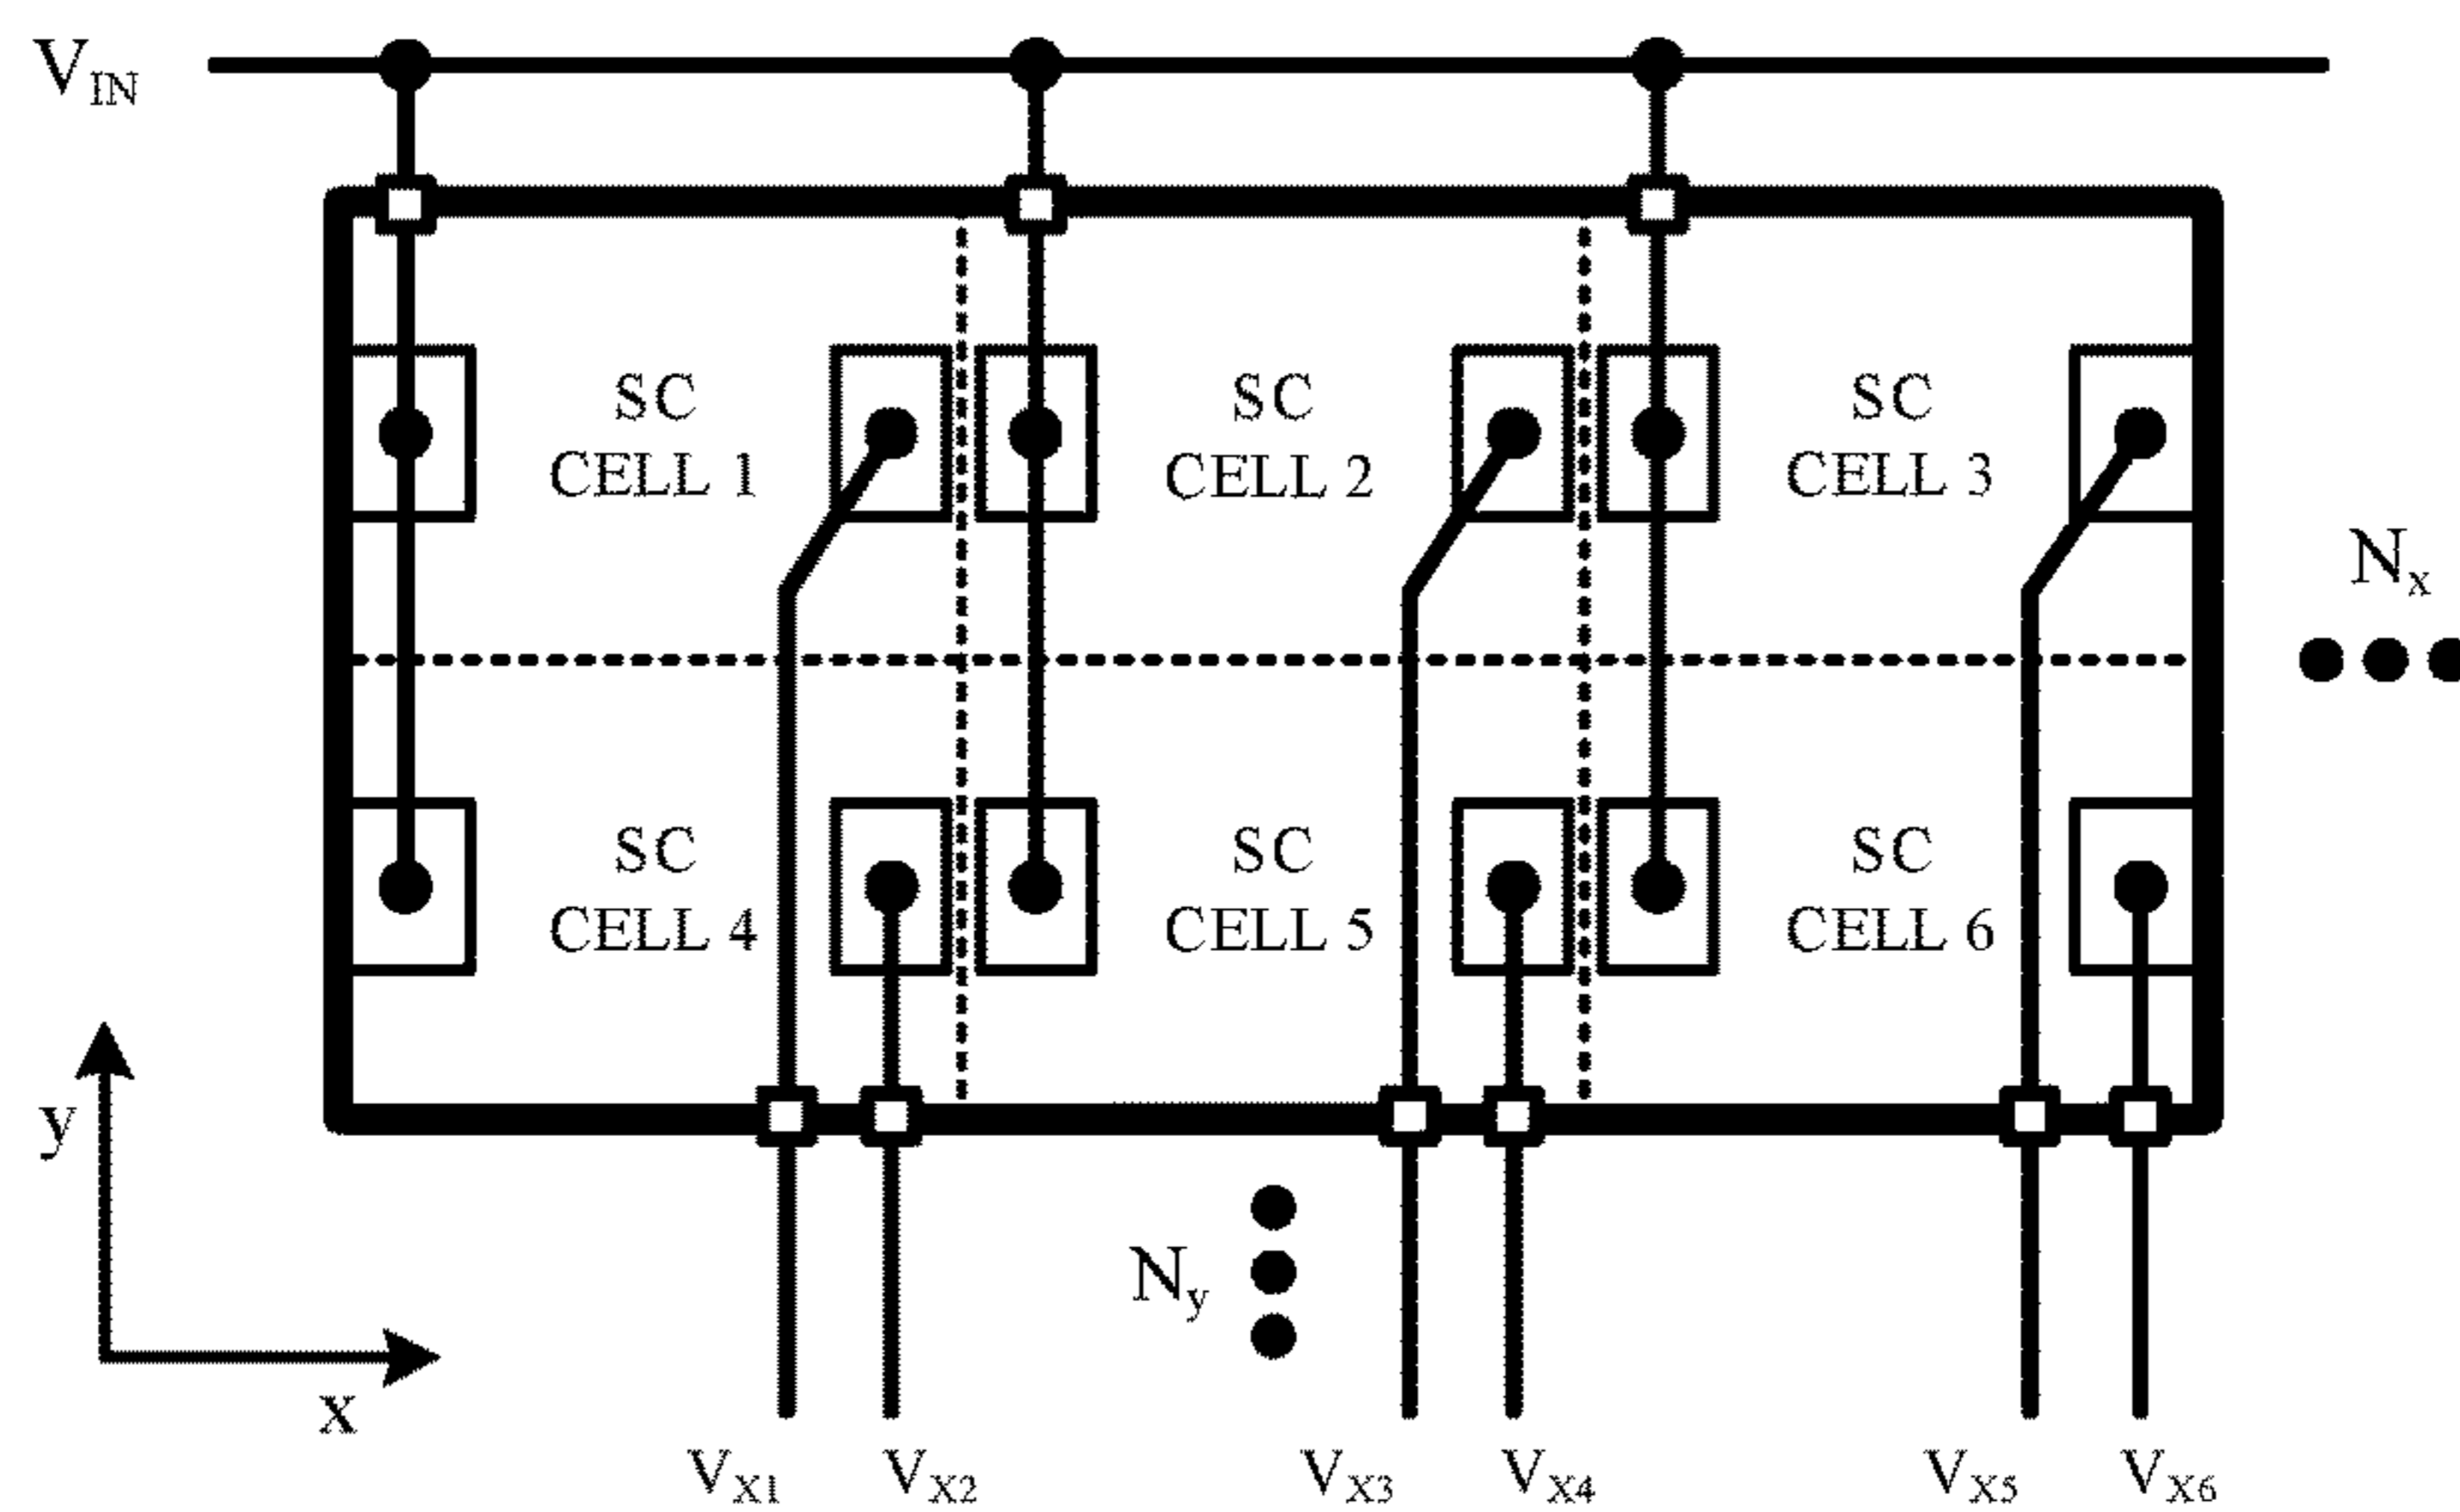 V_IN
SC
CELL 1
SC
CELL 2
SC
CELL 3
N_x
SC
CELL 4
SC
CELL 5
SC
CELL 6
y
N_y
x
V_X1
V_X2
V_X3
V_X4
V_X5
V_X6